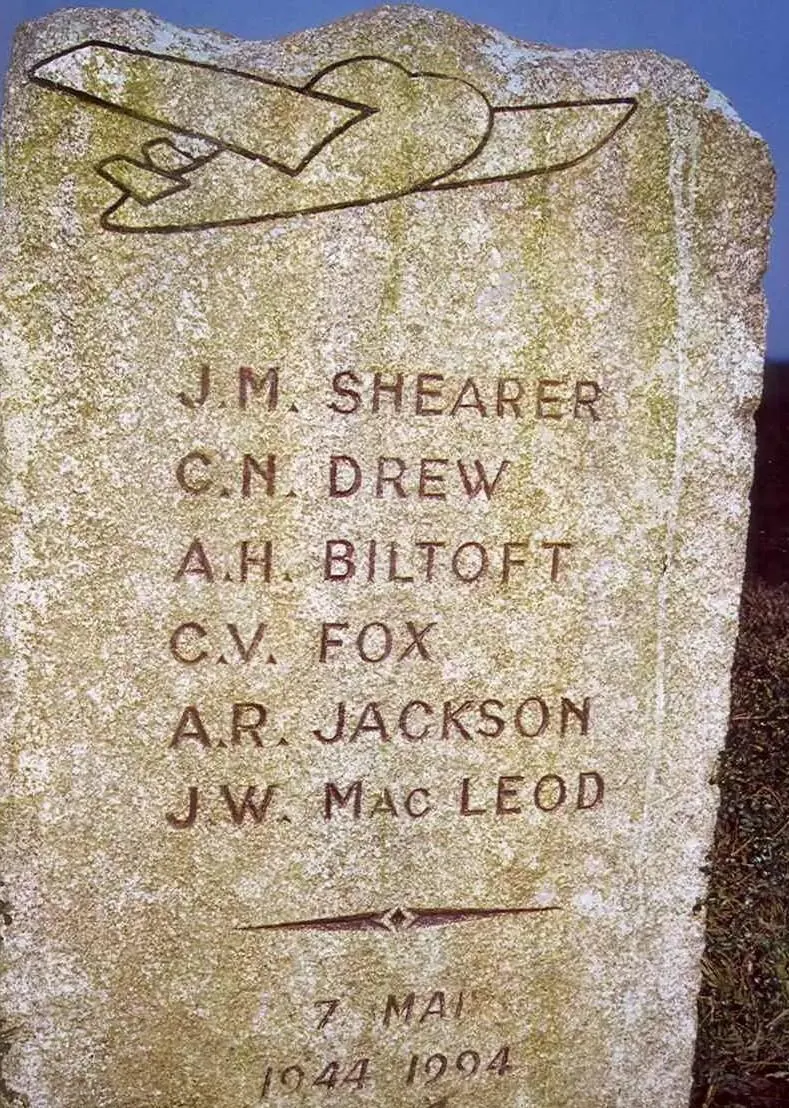 J.M. SHEARER
C.N. DREW
A.H. BILTOFT
C.V. FOX
A.R. JACKSON
J.W. MAC LEOD
7 MAI
1944 1994